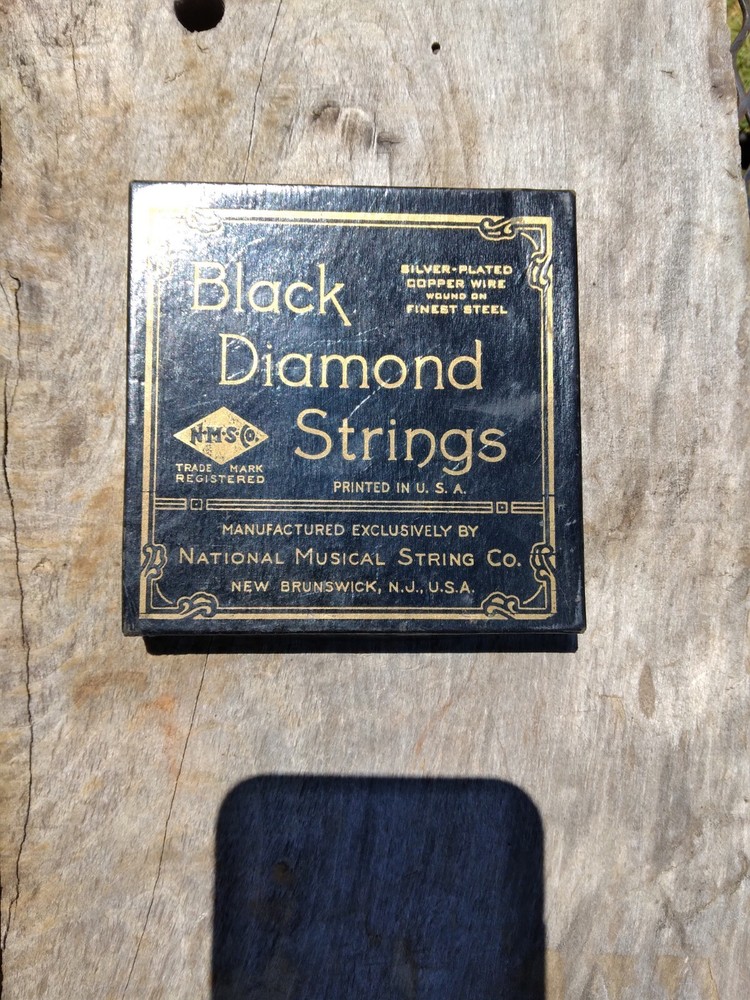 Black
SILVER-PLATED
COPPER WIRE
WOUND ON
FINEST STEEL
Diamond
Strings
N·M·S·Co.
TRADE MARK
REGISTERED
PRINTED IN U. S. A.
MANUFACTURED EXCLUSIVELY BY
NATIONAL MUSICAL STRING CO.
NEW BRUNSWICK, N.J., U.S.A.